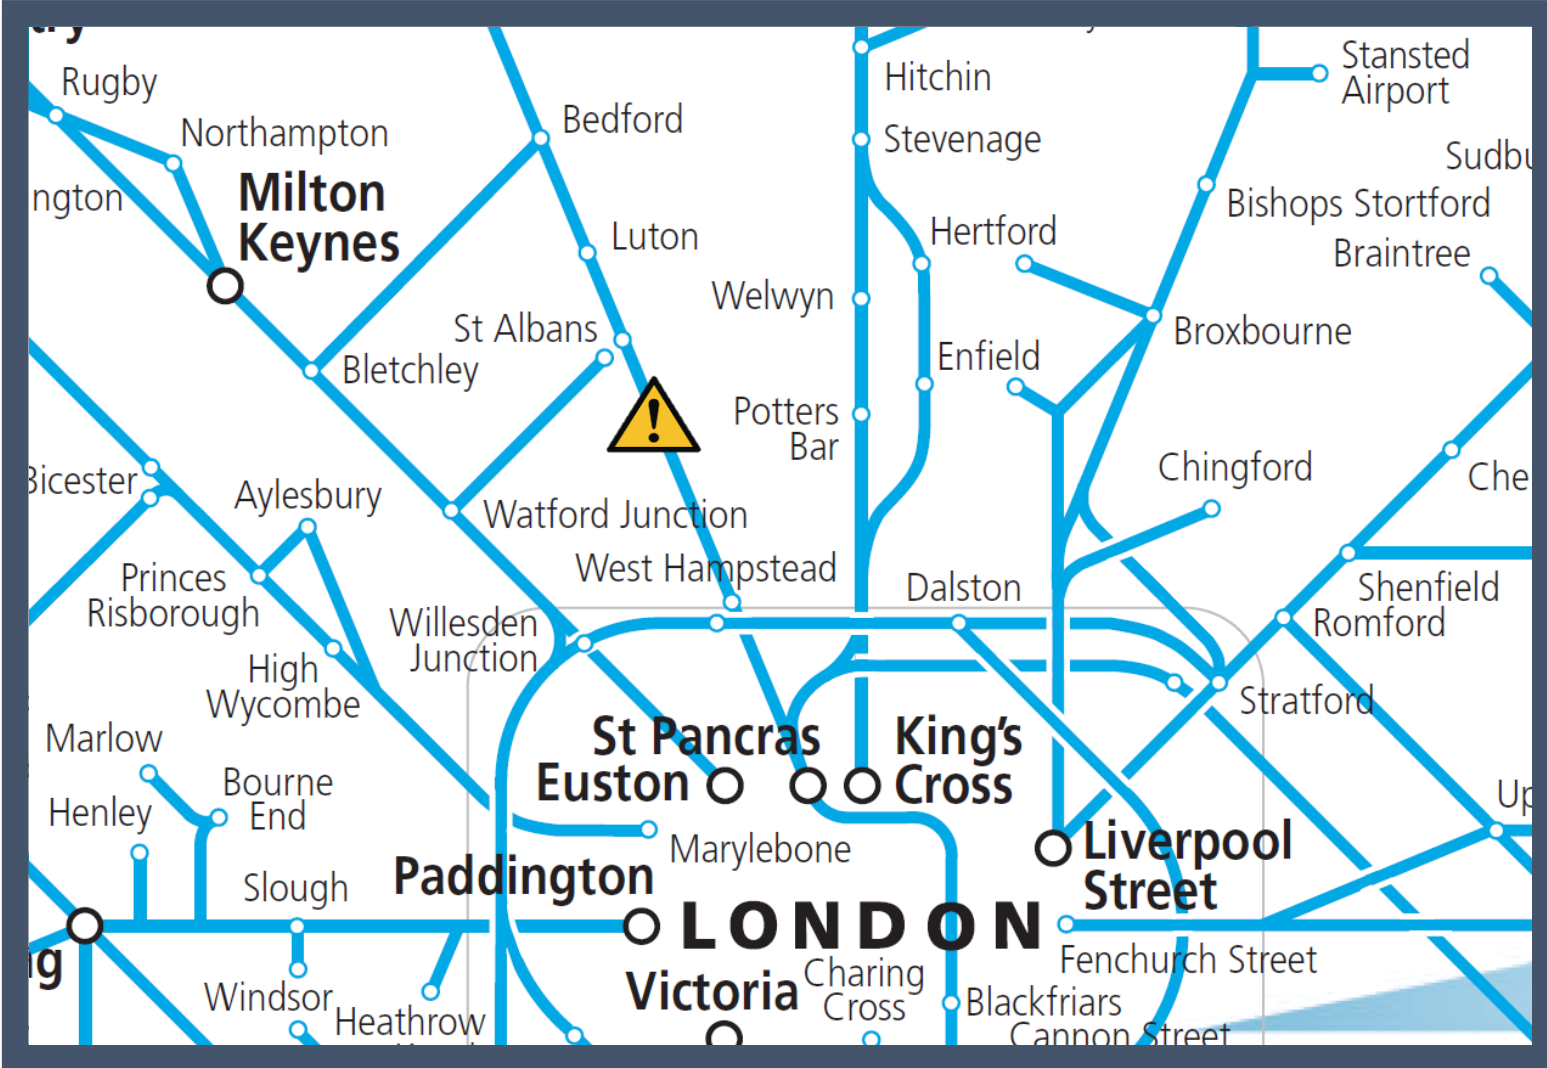 Rugby
Northampton
Milton
Keynes
Bedford
Luton
St Albans
Bletchley
Hitchin
Stevenage
Hertford
Welwyn
Enfield
Potters
Bar
Stansted
Airport
Bishops Stortford
Braintree
Broxbourne
Chingford
Aylesbury
Watford Junction
West Hampstead
Dalston
Princes
Risborough
Willesden
Junction
Shenfield
Romford
High
Wycombe
Stratford
Marlow
Bourne
End
Henley
St Pancras
Euston
King's
Cross
Marylebone
Liverpool
Street
Paddington
Slough
LONDON
Fenchurch Street
Windsor
Heathrow
Victoria
Charing
Cross
Blackfriars
Cannon Street
!